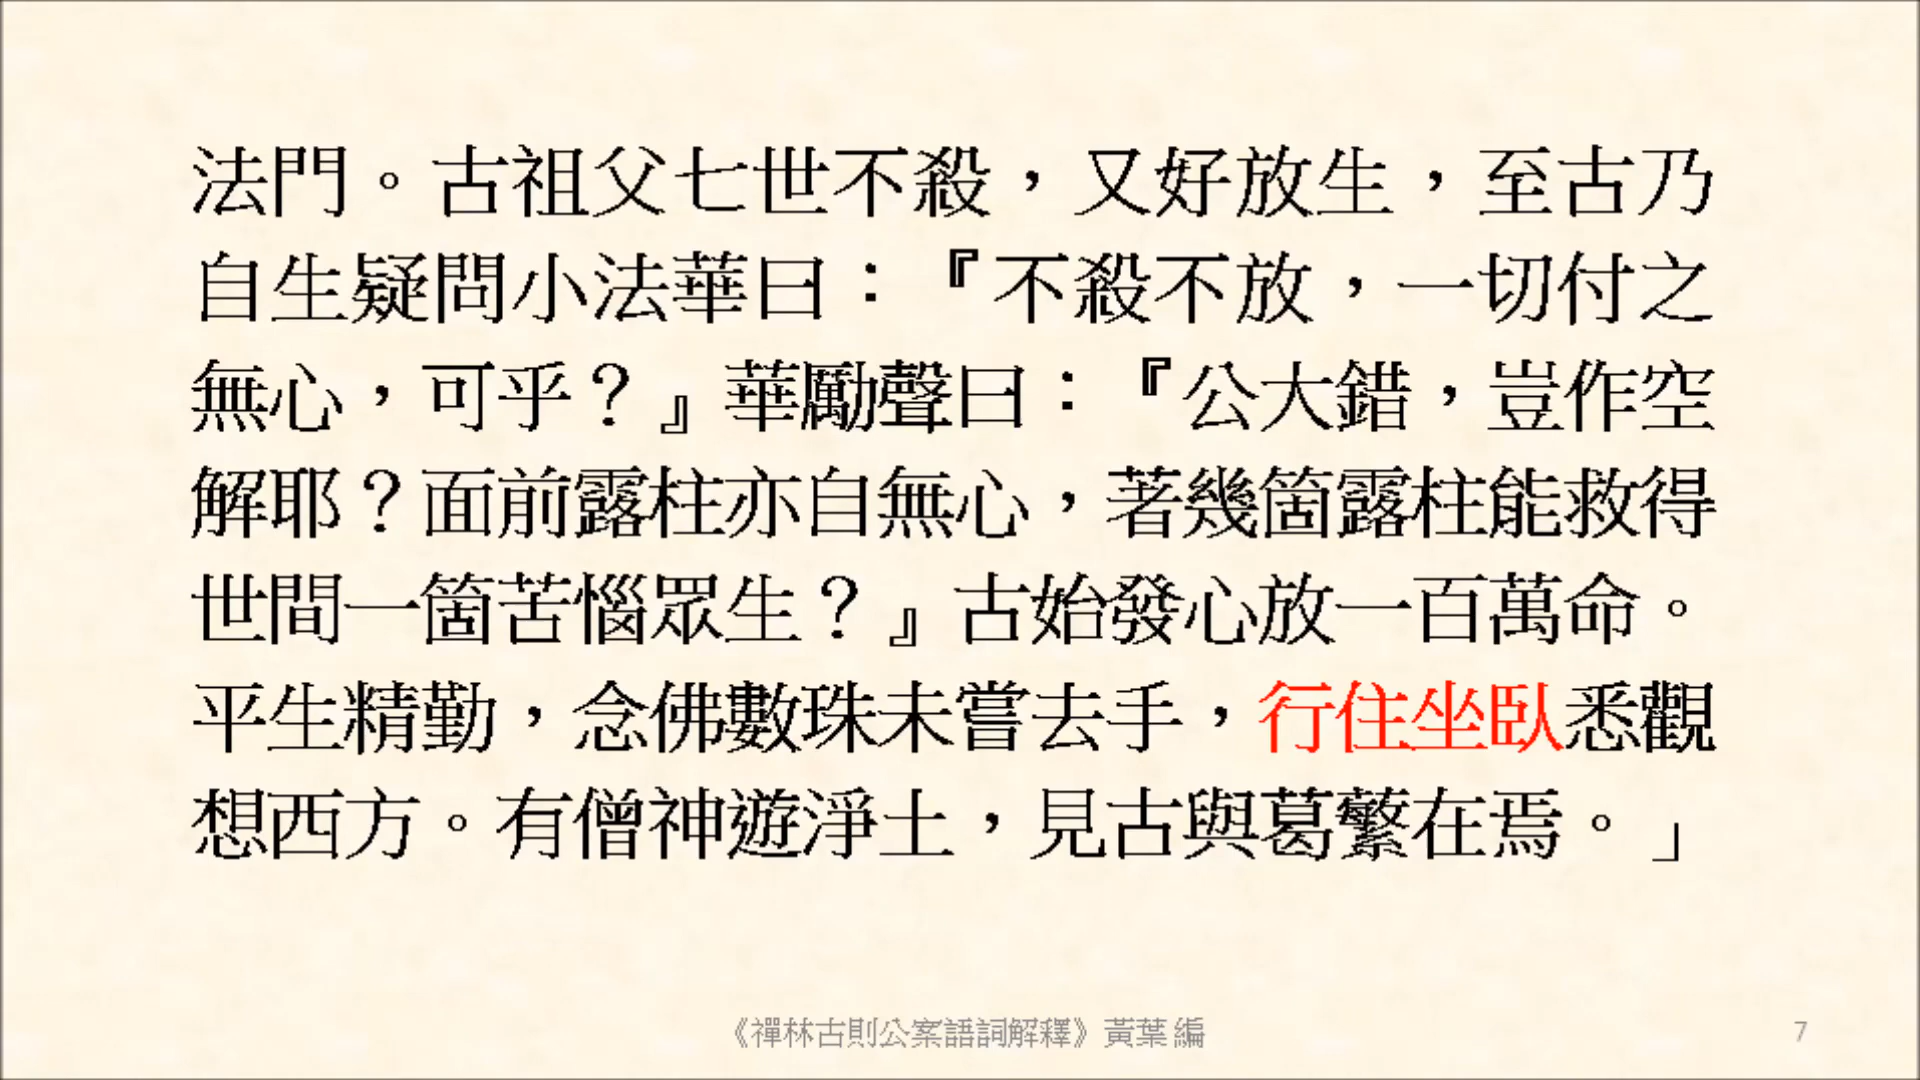 法門。古祖父七世不殺，又好放生，至古乃
自生疑問小法華曰：『不殺不放，一切付之
無心，可乎？』華勵聲曰：『公大錯，豈作空
解耶？面前露柱亦自無心，著幾箇露柱能救得
世間一箇苦惱眾生？』古始發心放一百萬命。
平生精勤，念佛數珠未嘗去手，行住坐臥悉觀
想西方。有僧神遊淨土，見古與葛蘩在焉。」
《禪林古則公案語詞解釋》黃葉 編
7